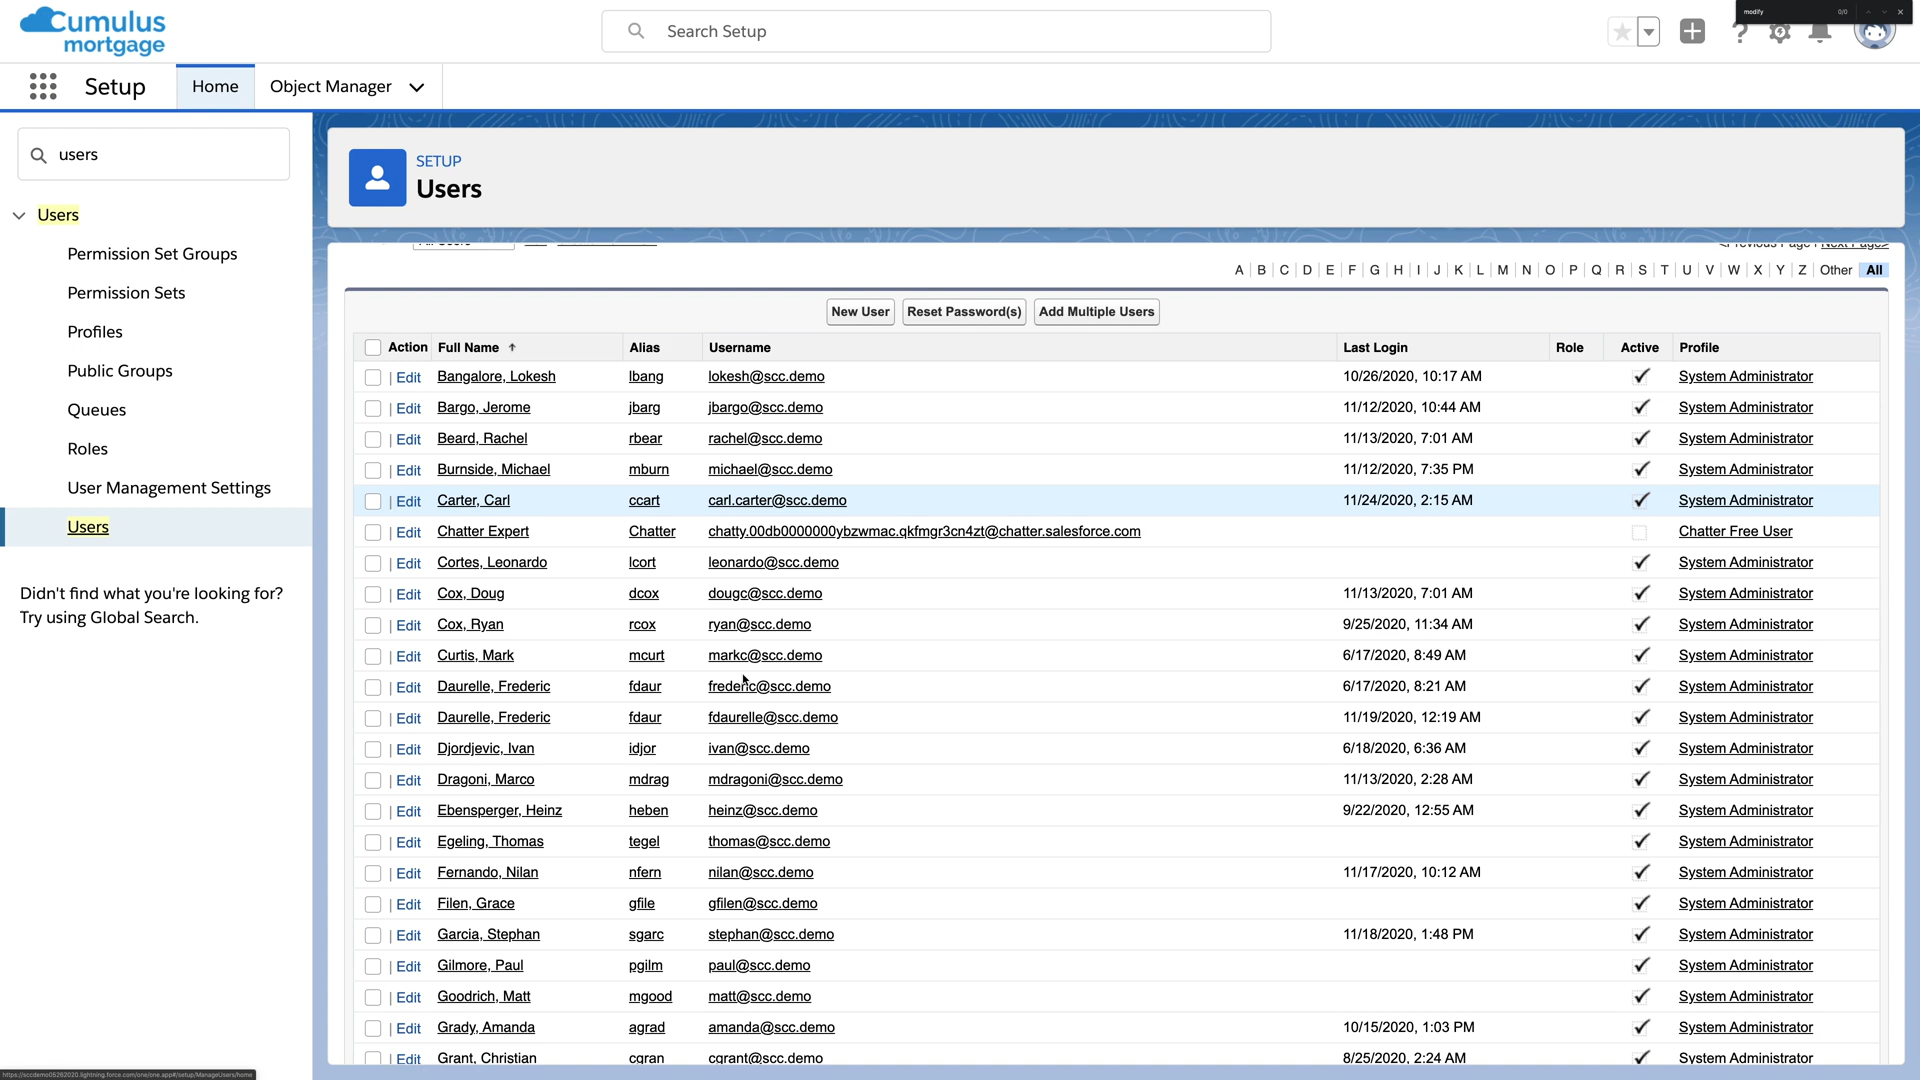 Cumulus
mortgage
Search Setup
modify 0/0
Setup Home Object Manager
users
Users
Permission Set Groups
Permission Sets
Profiles
Public Groups
Queues
Roles
User Management Settings
Users
Didn't find what you're looking for?
Try using Global Search.
SETUP
Users
<Previous Page | Next Page>
A | B | C | D | E | F | G | H | I | J | K | L | M | N | O | P | Q | R | S | T | U | V | W | X | Y | Z | Other All
New User Reset Password(s) Add Multiple Users
Action Full Name ↑ Alias Username Last Login Role Active Profile
| Edit Bangalore, Lokesh lbang lokesh@scc.demo 10/26/2020, 10:17 AM System Administrator
| Edit Bargo, Jerome jbarg jbargo@scc.demo 11/12/2020, 10:44 AM System Administrator
| Edit Beard, Rachel rbear rachel@scc.demo 11/13/2020, 7:01 AM System Administrator
| Edit Burnside, Michael mburn michael@scc.demo 11/12/2020, 7:35 PM System Administrator
| Edit Carter, Carl ccart carl.carter@scc.demo 11/24/2020, 2:15 AM System Administrator
| Edit Chatter Expert Chatter chatty.00db0000000ybzwmac.qkfmgr3cn4zt@chatter.salesforce.com Chatter Free User
| Edit Cortes, Leonardo lcort leonardo@scc.demo System Administrator
| Edit Cox, Doug dcox dougc@scc.demo 11/13/2020, 7:01 AM System Administrator
| Edit Cox, Ryan rcox ryan@scc.demo 9/25/2020, 11:34 AM System Administrator
| Edit Curtis, Mark mcurt markc@scc.demo 6/17/2020, 8:49 AM System Administrator
| Edit Daurelle, Frederic fdaur frederic@scc.demo 6/17/2020, 8:21 AM System Administrator
| Edit Daurelle, Frederic fdaur fdaurelle@scc.demo 11/19/2020, 12:19 AM System Administrator
| Edit Djordjevic, Ivan idjor ivan@scc.demo 6/18/2020, 6:36 AM System Administrator
| Edit Dragoni, Marco mdrag mdragoni@scc.demo 11/13/2020, 2:28 AM System Administrator
| Edit Ebensperger, Heinz heben heinz@scc.demo 9/22/2020, 12:55 AM System Administrator
| Edit Egeling, Thomas tegel thomas@scc.demo System Administrator
| Edit Fernando, Nilan nfern nilan@scc.demo 11/17/2020, 10:12 AM System Administrator
| Edit Filen, Grace gfile gfilen@scc.demo System Administrator
| Edit Garcia, Stephan sgarc stephan@scc.demo 11/18/2020, 1:48 PM System Administrator
| Edit Gilmore, Paul pgilm paul@scc.demo System Administrator
| Edit Goodrich, Matt mgood matt@scc.demo System Administrator
| Edit Grady, Amanda agrad amanda@scc.demo 10/15/2020, 1:03 PM System Administrator
| Edit Grant, Christian cgran cgrant@scc.demo 8/25/2020, 2:24 AM System Administrator
https://sccdemo05262020.lightning.force.com/one/one.app#/setup/ManageUsers/home